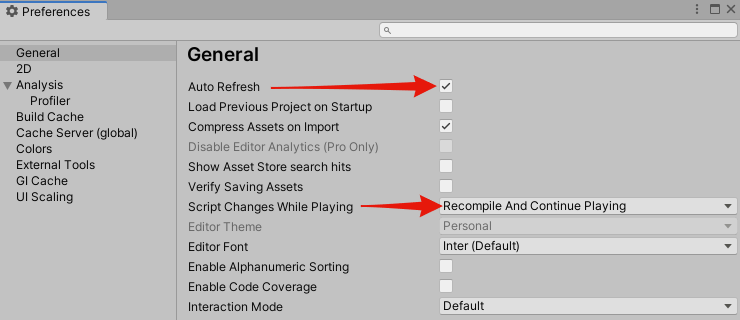 Preferences
General
2D
Analysis
Profiler
Build Cache
Cache Server (global)
Colors
External Tools
GI Cache
UI Scaling
General
Auto Refresh
Load Previous Project on Startup
Compress Assets on Import
Disable Editor Analytics (Pro Only)
Show Asset Store search hits
Verify Saving Assets
Script Changes While Playing Recompile And Continue Playing
Editor Theme Personal
Editor Font Inter (Default)
Enable Alphanumeric Sorting
Enable Code Coverage
Interaction Mode Default